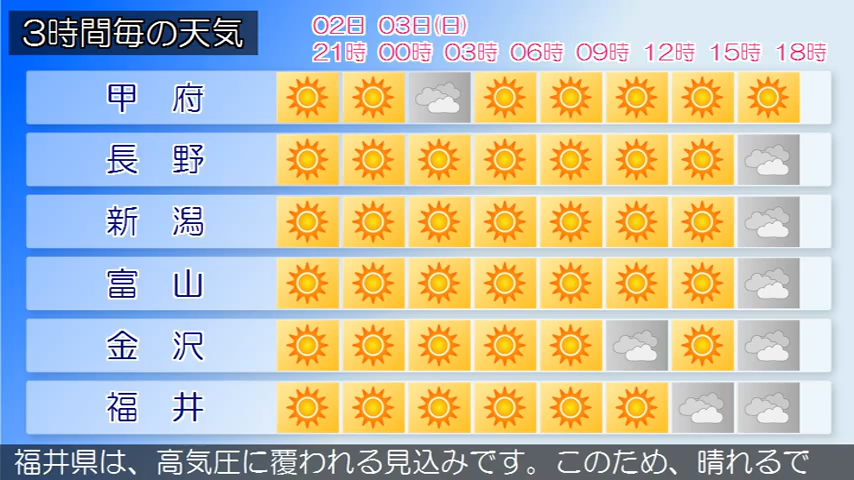 3時間毎の天気
02日 03日(日)
21時 00時 03時 06時 09時 12時 15時 18時
甲府
長野
新潟
富山
金沢
福井
福井県は、高気圧に覆われる見込みです。このため、晴れるで